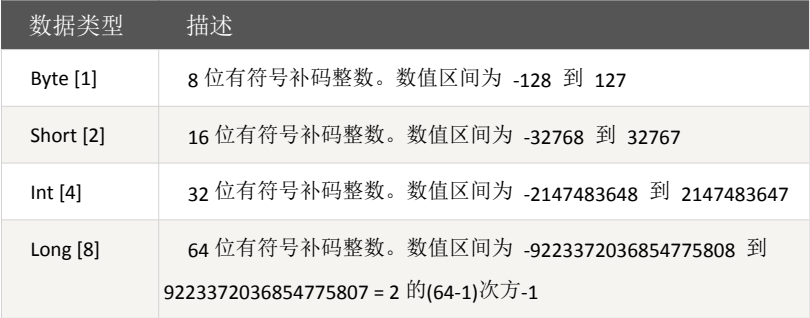 数据类型 描述
Byte [1] 8 位有符号补码整数。数值区间为 -128 到 127
Short [2] 16 位有符号补码整数。数值区间为 -32768 到 32767
Int [4] 32 位有符号补码整数。数值区间为 -2147483648 到 2147483647
Long [8] 64 位有符号补码整数。数值区间为 -9223372036854775808 到
9223372036854775807 = 2 的(64-1)次方-1